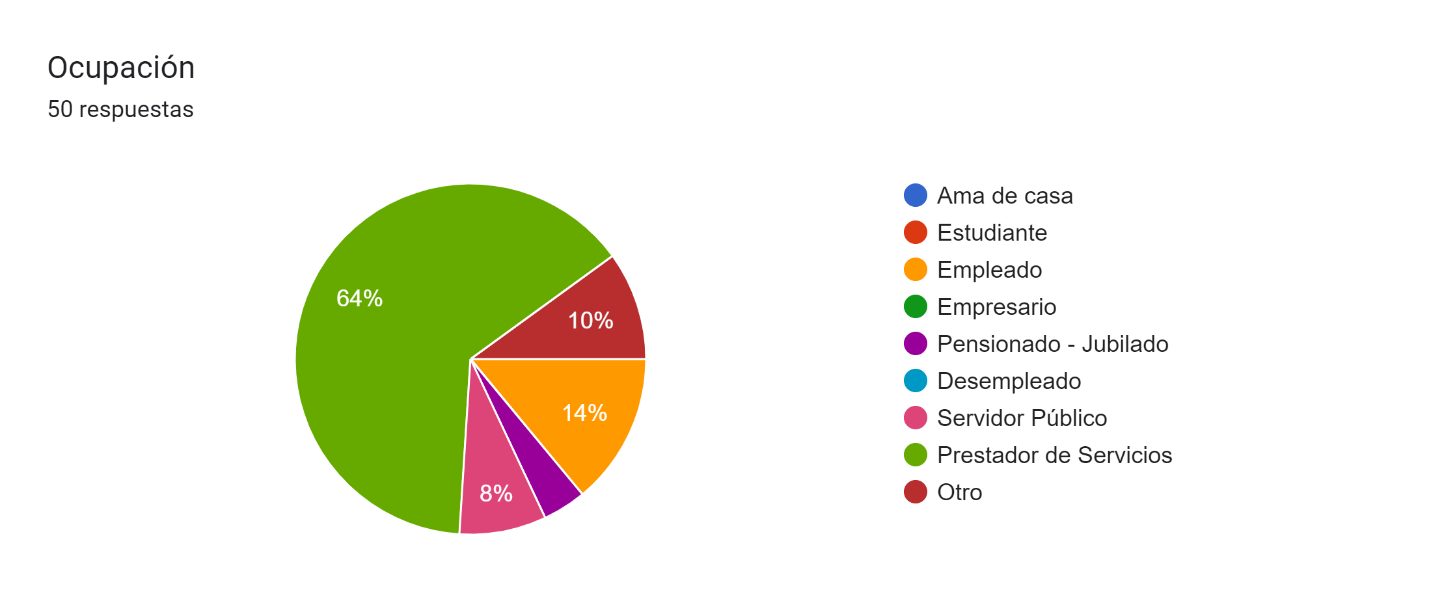 Ocupación
50 respuestas
64%
10%
14%
8%
Ama de casa
Estudiante
Empleado
Empresario
Pensionado - Jubilado
Desempleado
Servidor Público
Prestador de Servicios
Otro